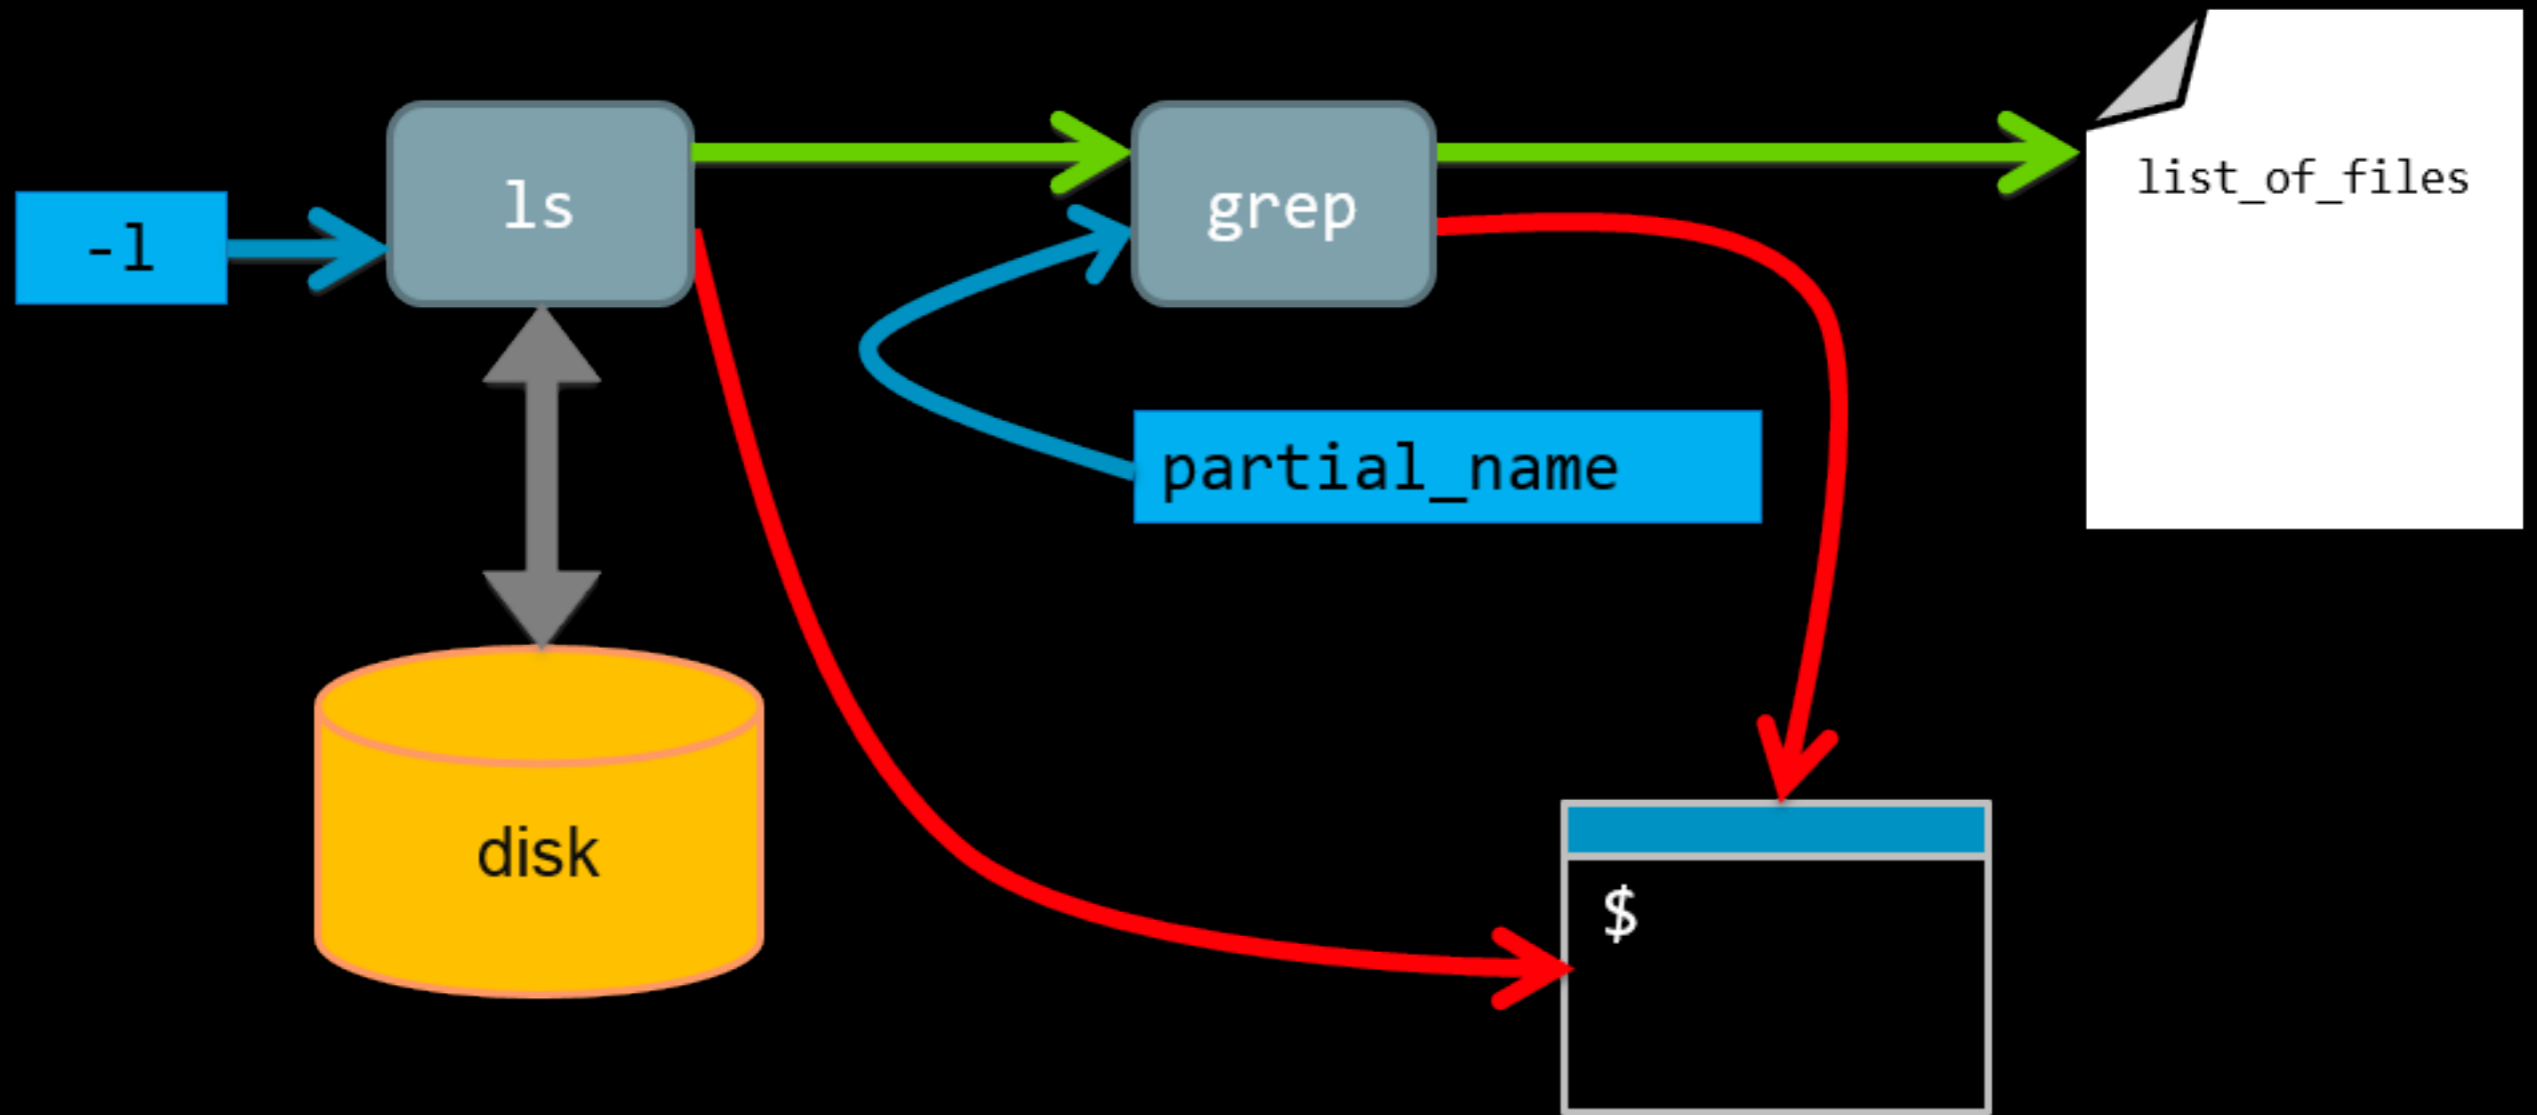 -l
ls
grep
list_of_files
partial_name
disk
$